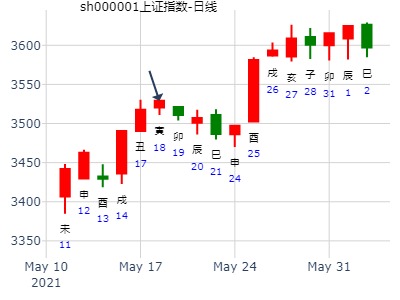 sh000001上证指数-日线
3600
3550
3500
3450
3400
3350
未
11
申
12
酉
13
戌
14
丑
17
寅
18
卯
19
辰
20
巳
21
申
24
酉
25
戌
26
亥
27
子
28
卯
31
辰
1
巳
2
May 10
2021
May 17
May 24
May 31